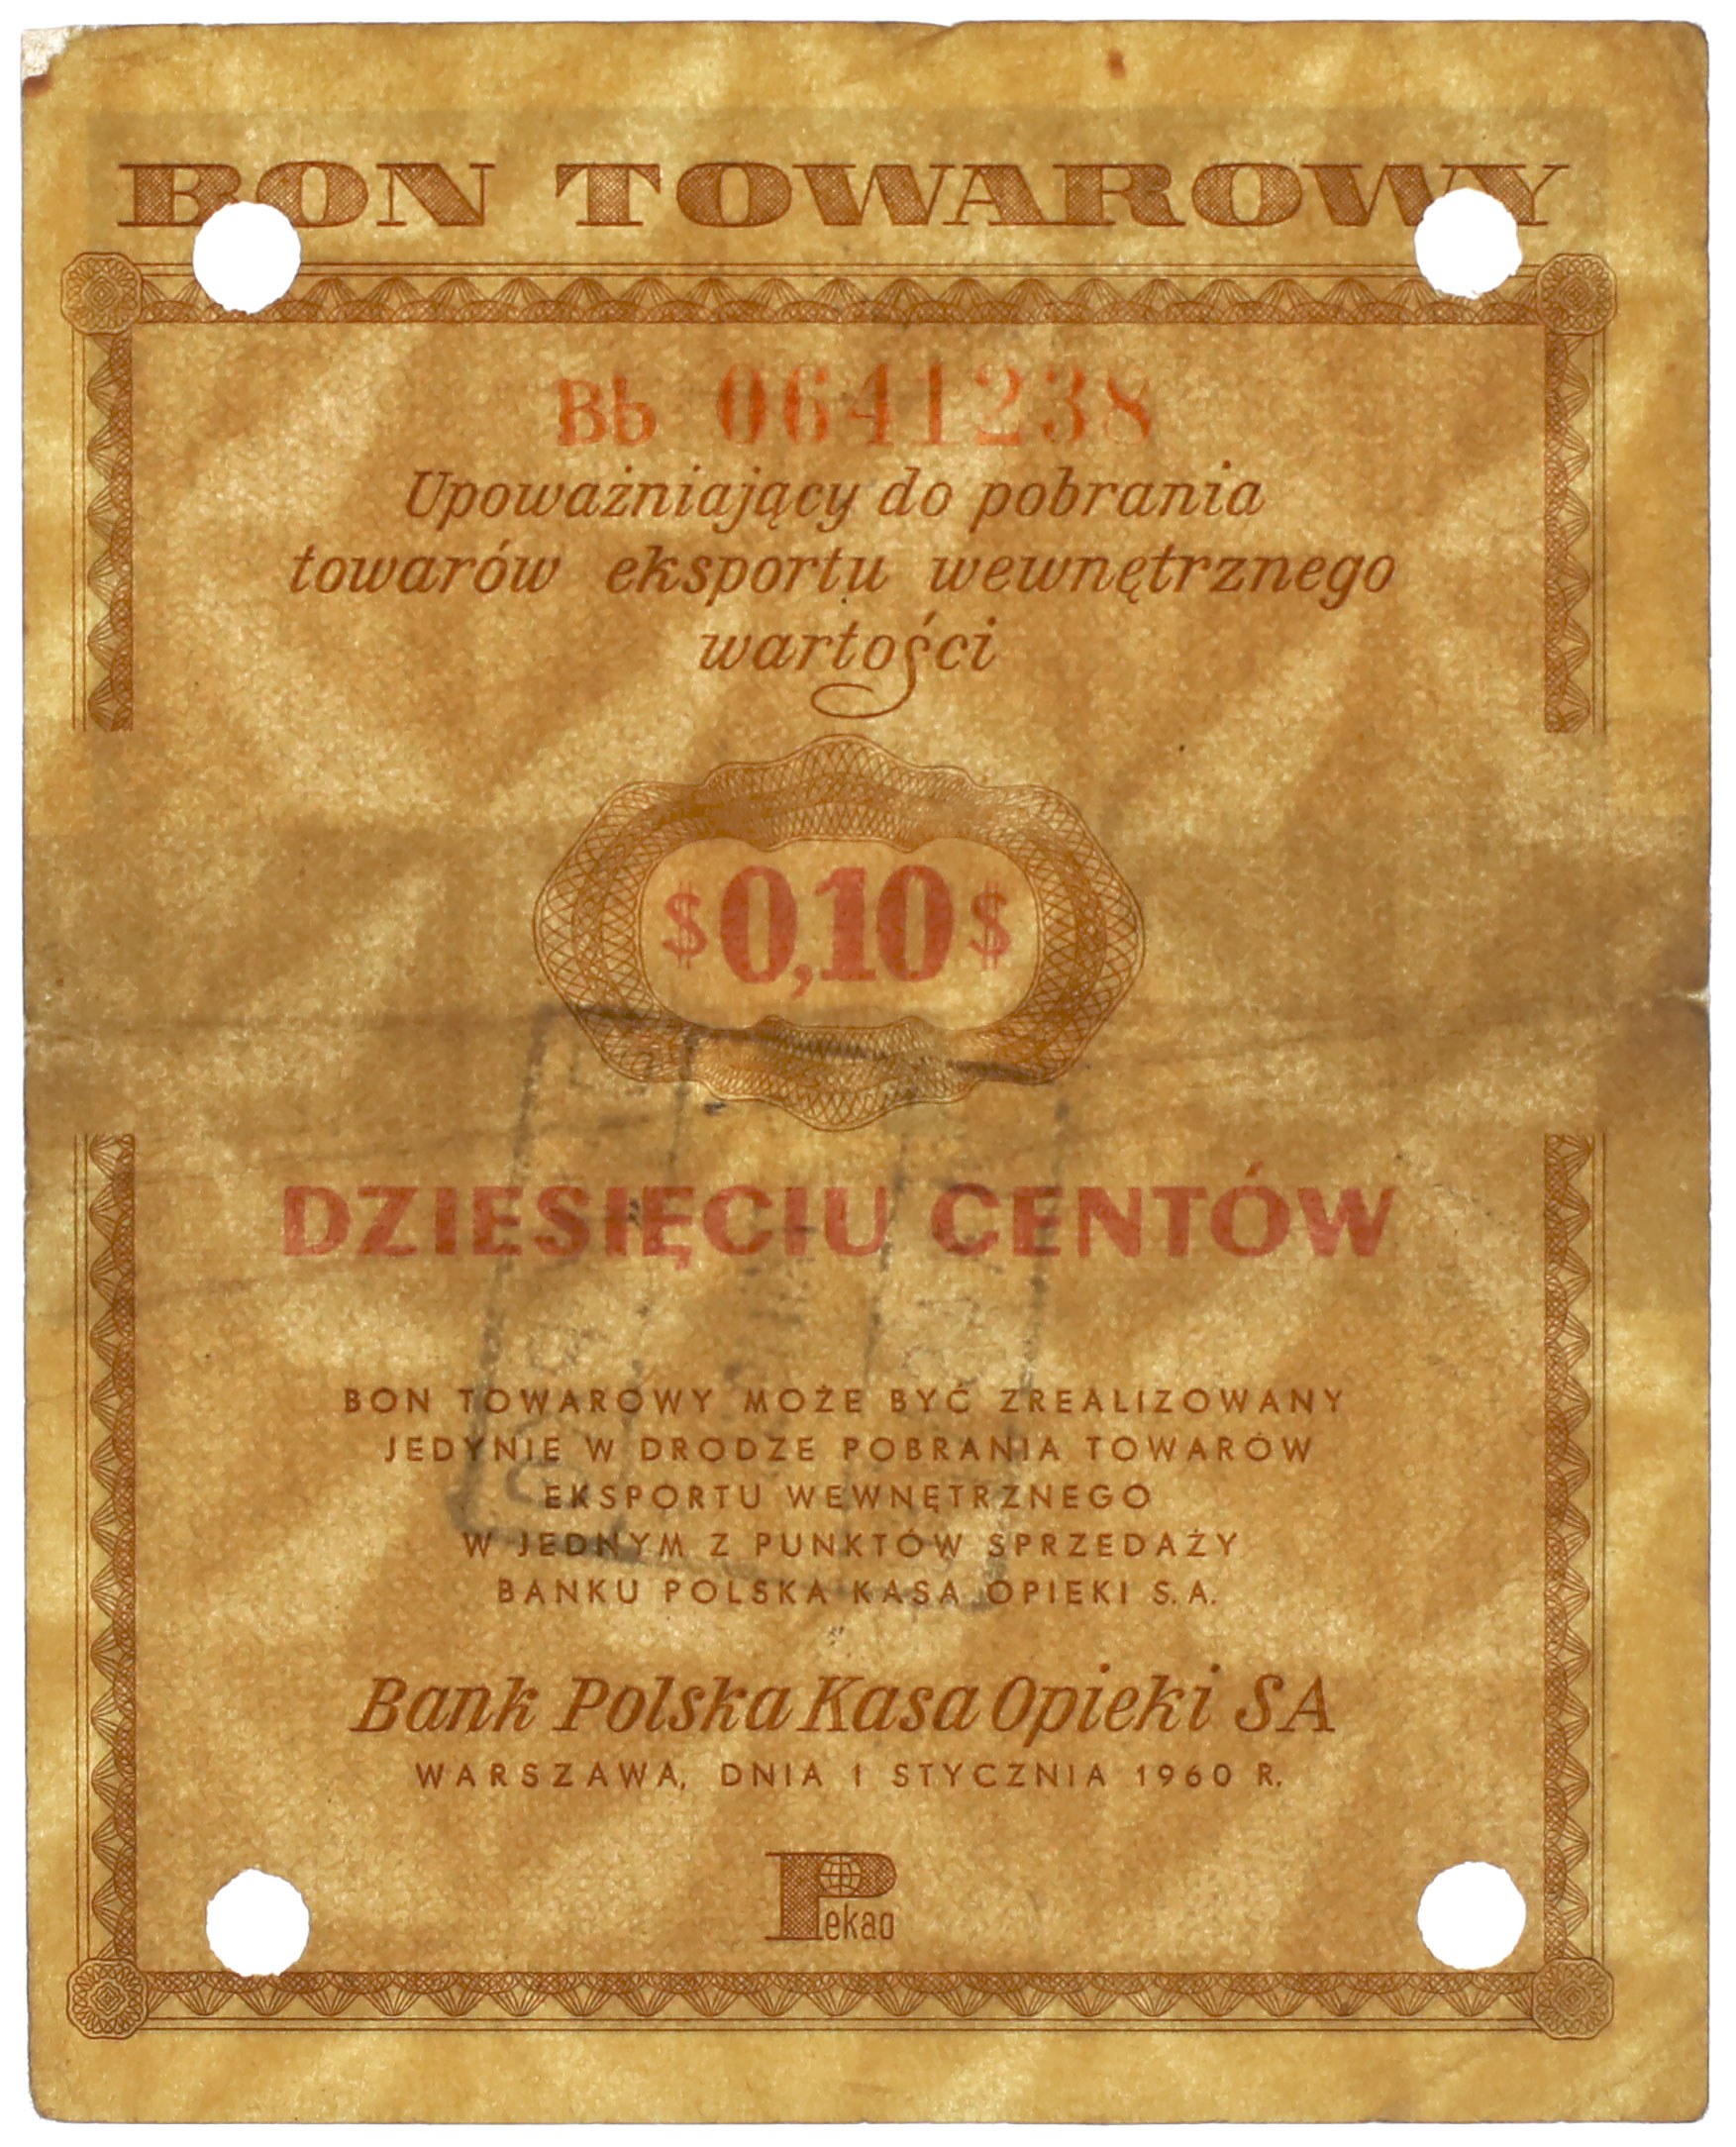 BON TOWAROWY
Bb 0641238
Upoważniający do pobrania
towarów eksportu wewnętrznego
wartości
$0,10$
DZIESIĘCIU CENTÓW
BON TOWAROWY MOŻE BYĆ ZREALIZOWANY
JEDYNIE W DRODZE POBRANIA TOWARÓW
EKSPORTU WEWNĘTRZNEGO
W JEDNYM Z PUNKTÓW SPRZEDAŻY
BANKU POLSKA KASA OPIEKI S.A.
Bank Polska Kasa Opieki SA
WARSZAWA, DNIA 1 STYCZNIA 1960 R.
Pekao